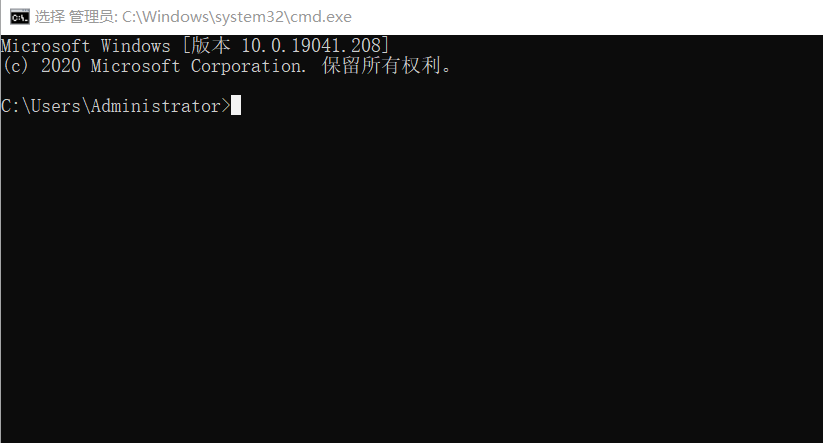 选择 管理员: C:\Windows\system32\cmd.exe
Microsoft Windows [版本 10.0.19041.208]
(c) 2020 Microsoft Corporation. 保留所有权利。
C:\Users\Administrator>